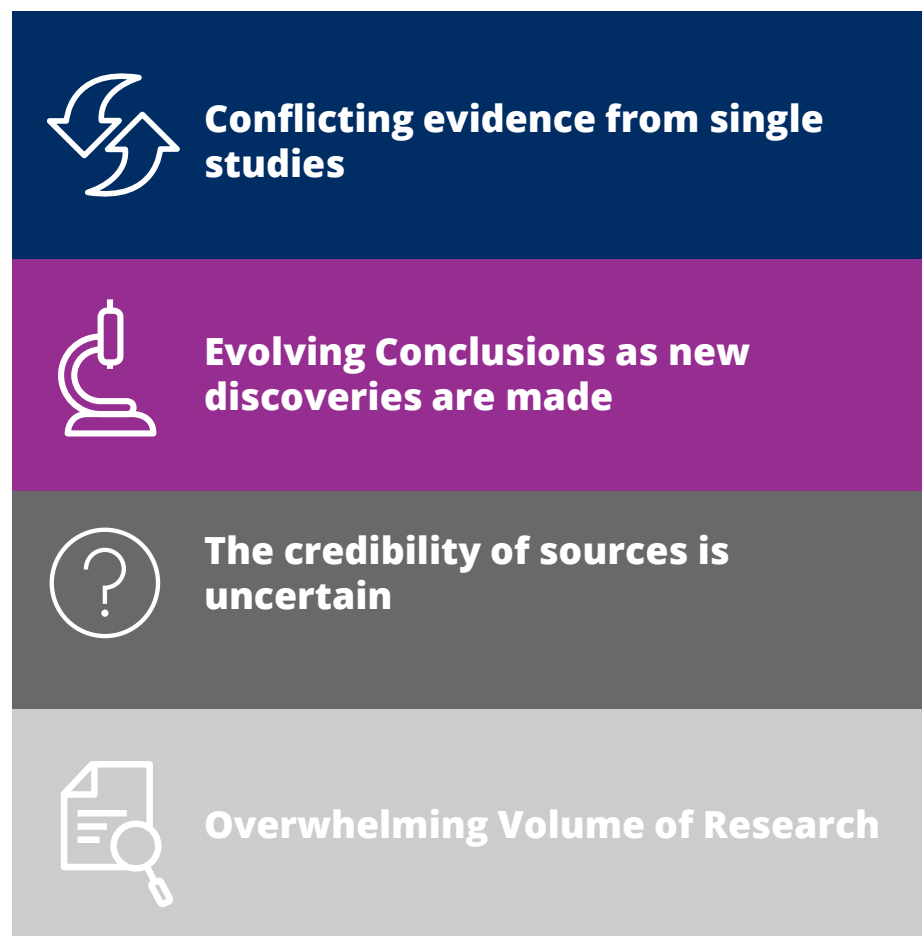 Conflicting evidence from single
studies
Evolving Conclusions as new
discoveries are made
The credibility of sources is
uncertain
Overwhelming Volume of Research